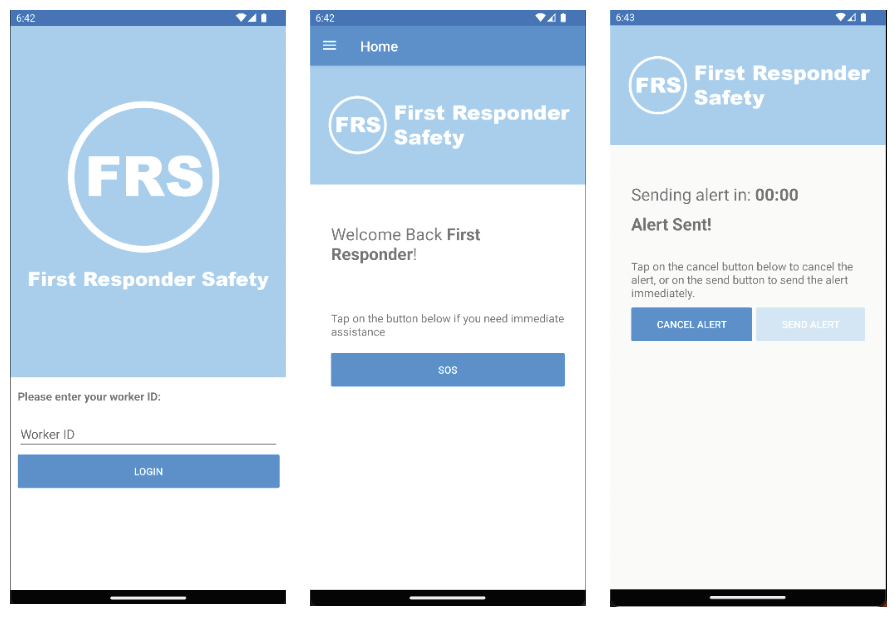 6:42
FRS
First Responder Safety
Please enter your worker ID:
Worker ID
LOGIN
6:42
Home
FRS
First Responder
Safety
Welcome Back First
Responder!
Tap on the button below if you need immediate
assistance
SOS
6:43
FRS
First Responder
Safety
Sending alert in: 00:00
Alert Sent!
Tap on the cancel button below to cancel the
alert, or on the send button to send the alert
immediately.
CANCEL ALERT
SEND ALERT